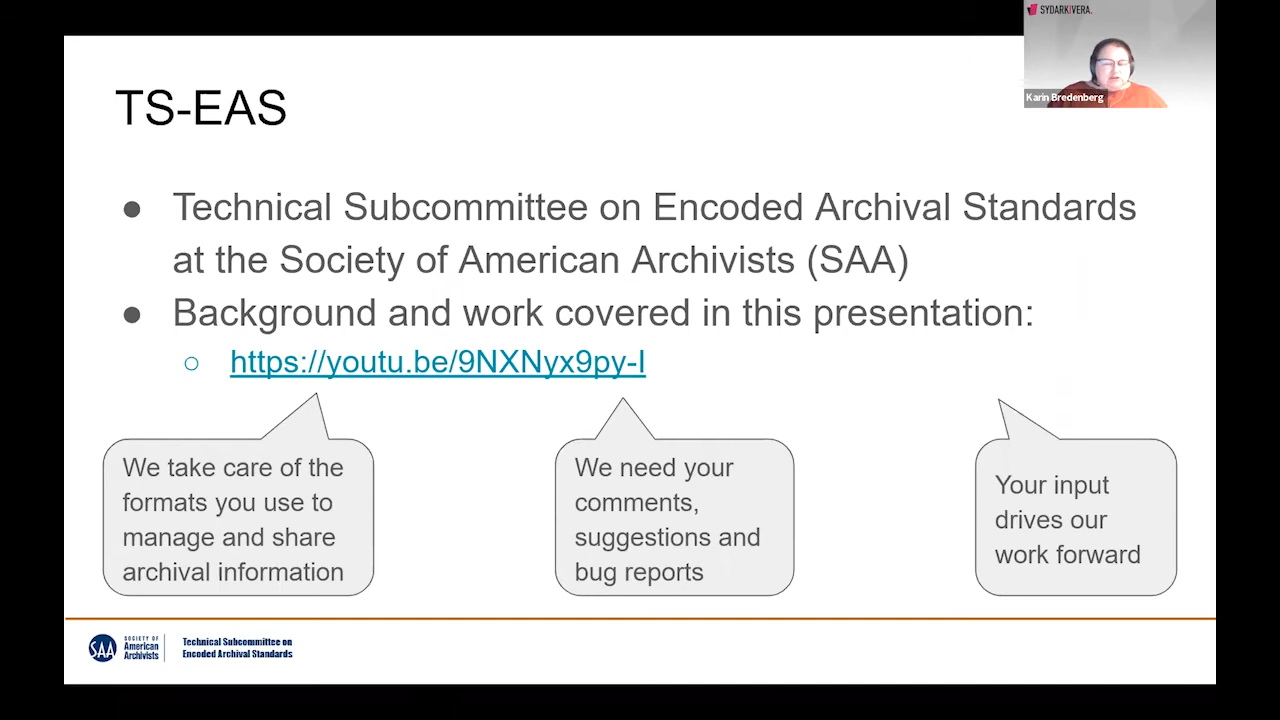 SYDARKIVERA.
Karin Bredenberg
TS-EAS
● Technical Subcommittee on Encoded Archival Standards
at the Society of American Archivists (SAA)
● Background and work covered in this presentation:
○ https://youtu.be/9NXNyx9py-I
We take care of the
formats you use to
manage and share
archival information
We need your
comments,
suggestions and
bug reports
Your input
drives our
work forward
SAA
SOCIETY OF
American
Archivists
Technical Subcommittee on
Encoded Archival Standards